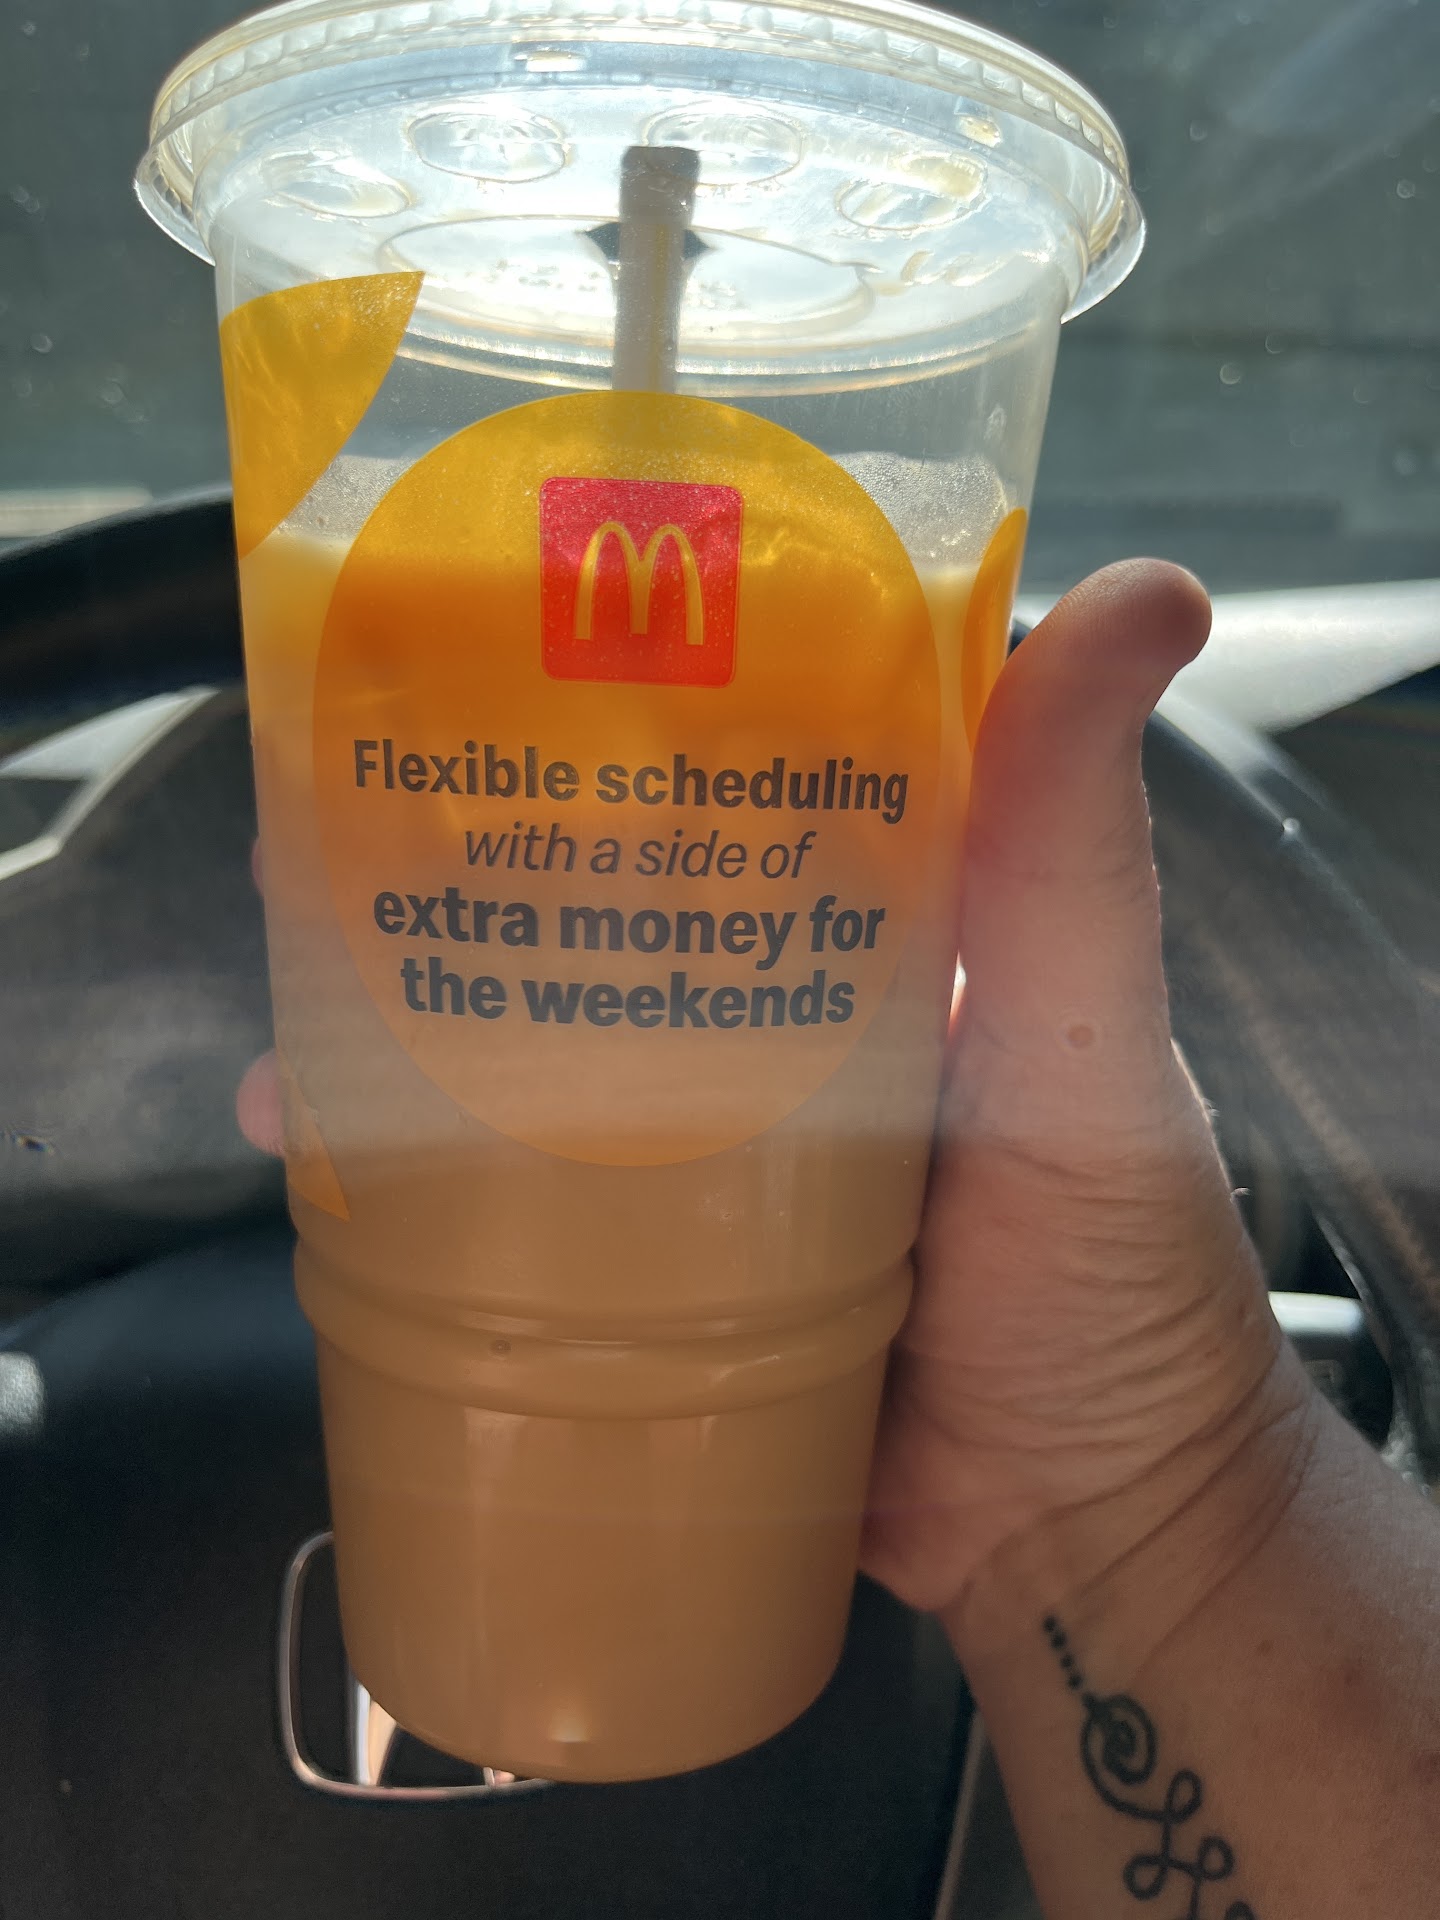 M
Flexible scheduling
with a side of
extra money for
the weekends